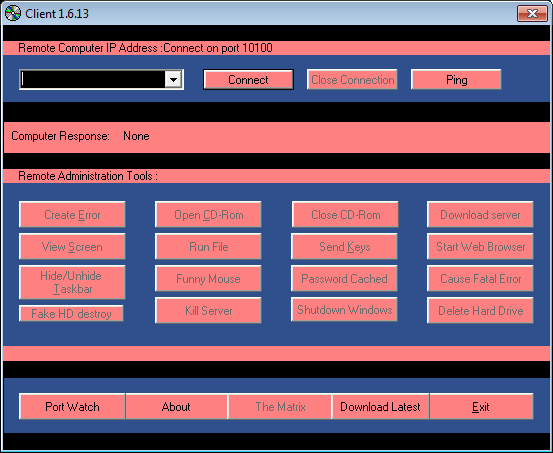 Client 1.6.13
Remote Computer IP Address :Connect on port 10100
Connect Close Connection Ping
Computer Response: None
Remote Administration Tools :
Create Error Open CD-Rom Close CD-Rom Download server
View Screen Run File Send Keys Start Web Browser
Hide/Unhide
Taskbar Funny Mouse Password Cached Cause Fatal Error
Fake HD destroy Kill Server Shutdown Windows Delete Hard Drive
Port Watch About The Matrix Download Latest Exit